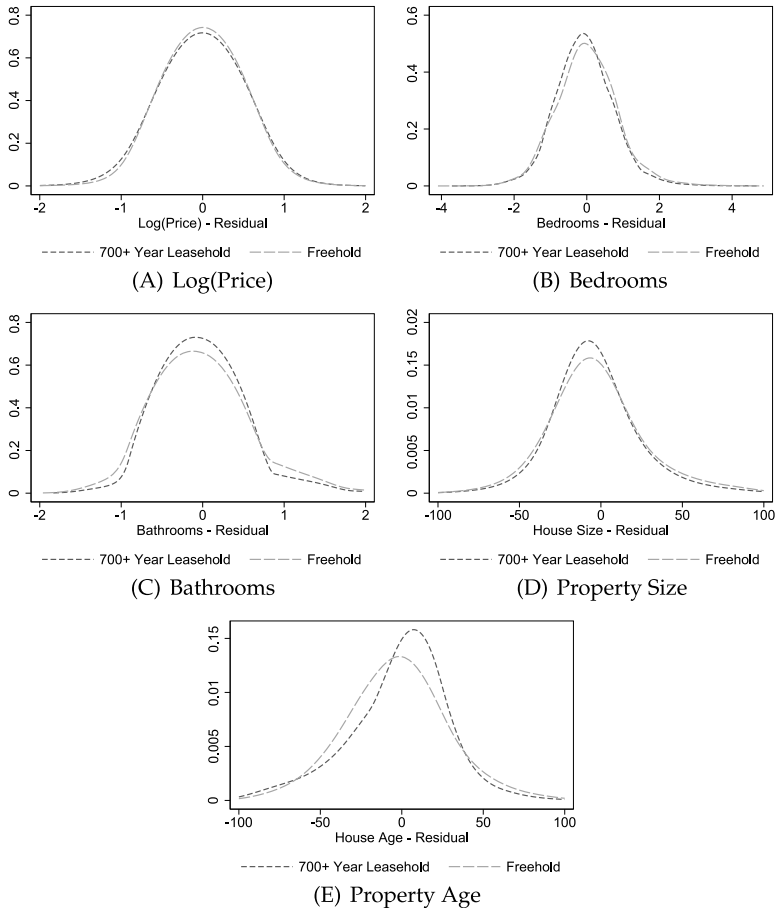 0.8
0.6
0.4
0.2
0
-2 -1 0 1 2
Log(Price) - Residual
700+ Year Leasehold Freehold
(A) Log(Price)
0.6
0.4
0.2
0
-4 -2 0 2 4
Bedrooms - Residual
700+ Year Leasehold Freehold
(B) Bedrooms
0.8
0.6
0.4
0.2
0
-2 -1 0 1 2
Bathrooms - Residual
700+ Year Leasehold Freehold
(C) Bathrooms
0.02
0.15
0.01
0.005
0
-100 -50 0 50 100
House Size - Residual
700+ Year Leasehold Freehold
(D) Property Size
0.15
0.01
0.005
0
-100 -50 0 50 100
House Age - Residual
700+ Year Leasehold Freehold
(E) Property Age